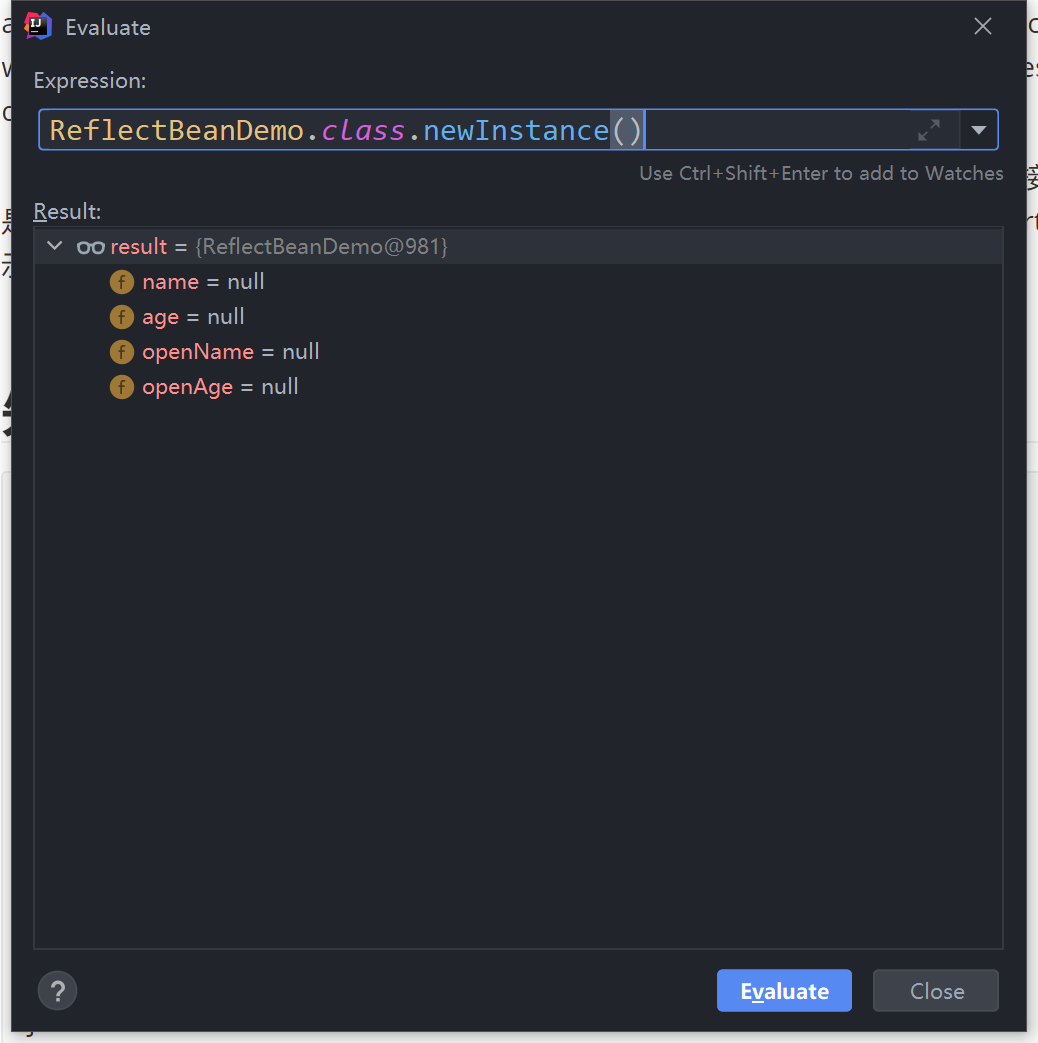 Evaluate
Expression:
ReflectBeanDemo.class.newInstance()
Use Ctrl+Shift+Enter to add to Watches
Result:
result = {ReflectBeanDemo@981}
f name = null
f age = null
f openName = null
f openAge = null
? Evaluate Close